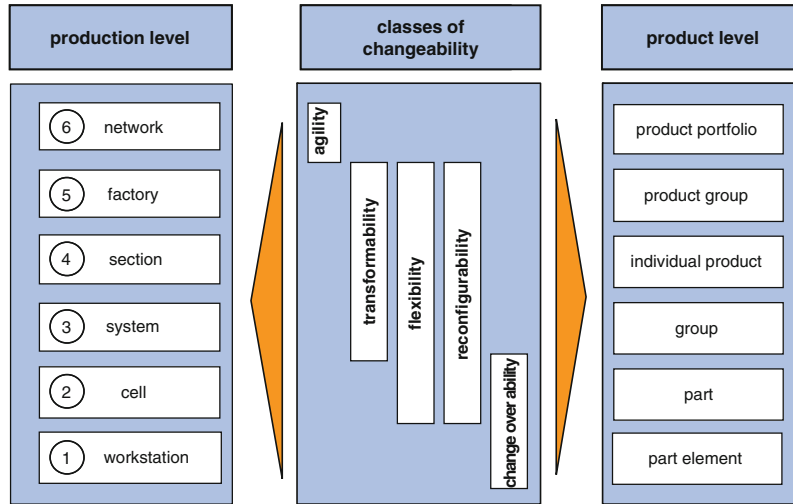 production level
classes of
changeability
product level
6 network
5 factory
4 section
3 system
2 cell
1 workstation
agility
transformability
flexibility
reconfigurability
change over ability
product portfolio
product group
individual product
group
part
part element